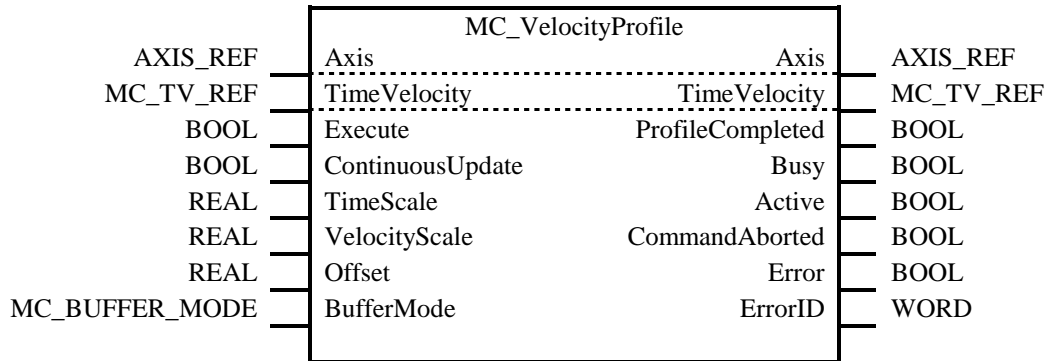 MC_VelocityProfile
AXIS_REF Axis Axis AXIS_REF
MC_TV_REF TimeVelocity TimeVelocity MC_TV_REF
BOOL Execute ProfileCompleted BOOL
BOOL ContinuousUpdate Busy BOOL
REAL TimeScale Active BOOL
REAL VelocityScale CommandAborted BOOL
REAL Offset Error BOOL
MC_BUFFER_MODE BufferMode ErrorID WORD